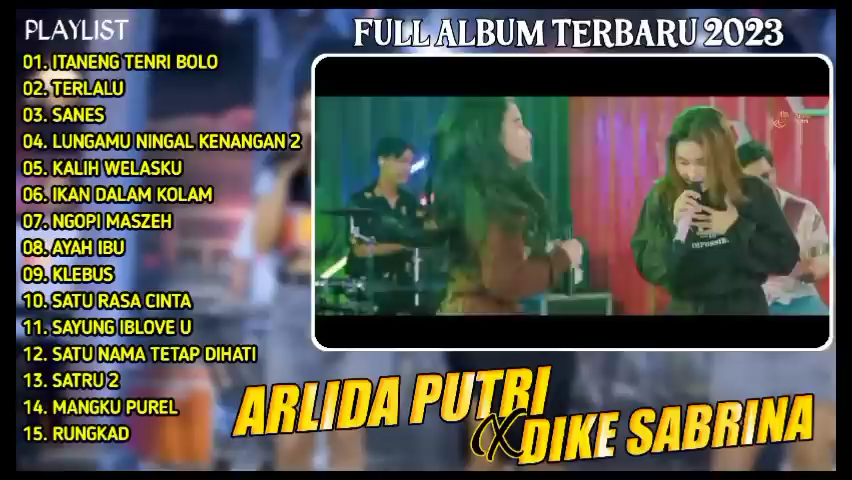 PLAYLIST
FULL ALBUM TERBARU 2023
01. ITANENG TENRI BOLO
02. TERLALU
03. SANES
04. LUNGAMU NINGAL KENANGAN 2
05. KALIH WELASKU
06. IKAN DALAM KOLAM
07. NGOPI MASZEH
08. AYAH IBU
09. KLEBUS
10. SATU RASA CINTA
11. SAYUNG IBLOVE U
12. SATU NAMA TETAP DIHATI
13. SATRU 2
14. MANGKU PUREL
15. RUNGKAD
IMPOSSIB
ARLIDA PUTRI
X DIKE SABRINA